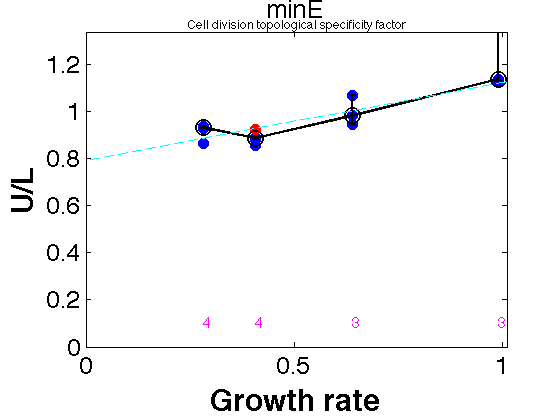 minE
Cell division topological specificity factor
1.2
1
0.8
0.6
0.4
0.2
0
U/L
4 4 3 3
0 0.5 1
Growth rate